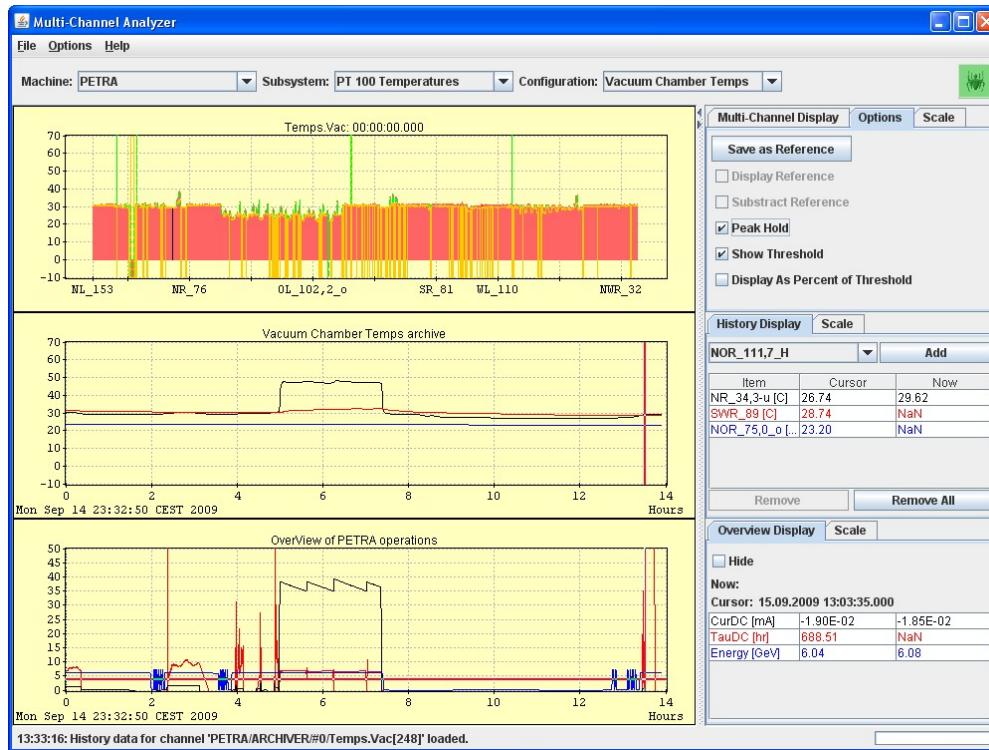 Multi-Channel Analyzer
File Options Help
Machine: PETRA Subsystem: PT 100 Temperatures Configuration: Vacuum Chamber Temps
Temps.Vac: 00:00:00.000
70
60
50
40
30
20
10
0
-10
NL_153 NR_76 OL_102,2_o SR_81 WL_110 NWR_32
Vacuum Chamber Temps archive
70
60
50
40
30
20
10
0
-10
0 2 4 6 8 10 12 14
Mon Sep 14 23:32:50 CEST 2009 Hours
OverView of PETRA operations
50
45
40
35
30
25
20
15
10
5
0
0 2 4 6 8 10 12 14
Mon Sep 14 23:32:50 CEST 2009 Hours
Multi-Channel Display Options Scale
Save as Reference
Display Reference
Substract Reference
Peak Hold
Show Threshold
Display As Percent of Threshold
History Display Scale
NOR_111,7_H Add
Item Cursor Now
NR_34,3-u [C] 26.74 29.62
SWR_89 [C] 28.74 NaN
NOR_75,0_o [... 23.20 NaN
Remove Remove All
Overview Display Scale
Hide
Now:
Cursor: 15.09.2009 13:03:35.000
CurDC [mA] -1.90E-02 -1.85E-02
TauDC [hr] 688.51 NaN
Energy [GeV] 6.04 6.08
13:33:16: History data for channel 'PETRA/ARCHIVER/#0/Temps.Vac[248]' loaded.